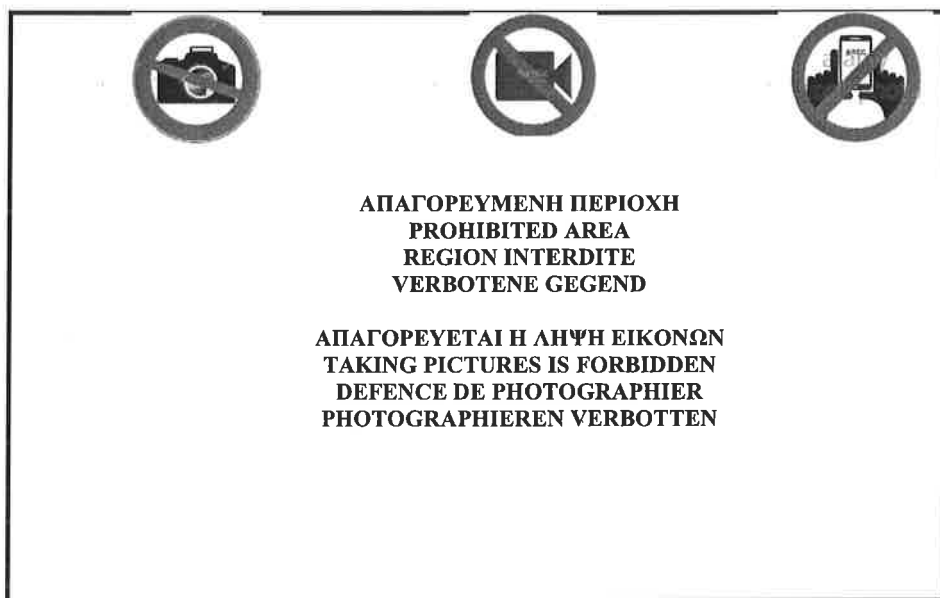 ΑΠΑΓΟΡΕΥΜΕΝΗ ΠΕΡΙΟΧΗ
PROHIBITED AREA
REGION INTERDITE
VERBOTENE GEGEND
ΑΠΑΓΟΡΕΥΕΤΑΙ Η ΛΗΨΗ ΕΙΚΟΝΩΝ
TAKING PICTURES IS FORBIDDEN
DEFENCE DE PHOTOGRAPHIER
PHOTOGRAPHIEREN VERBOTTEN